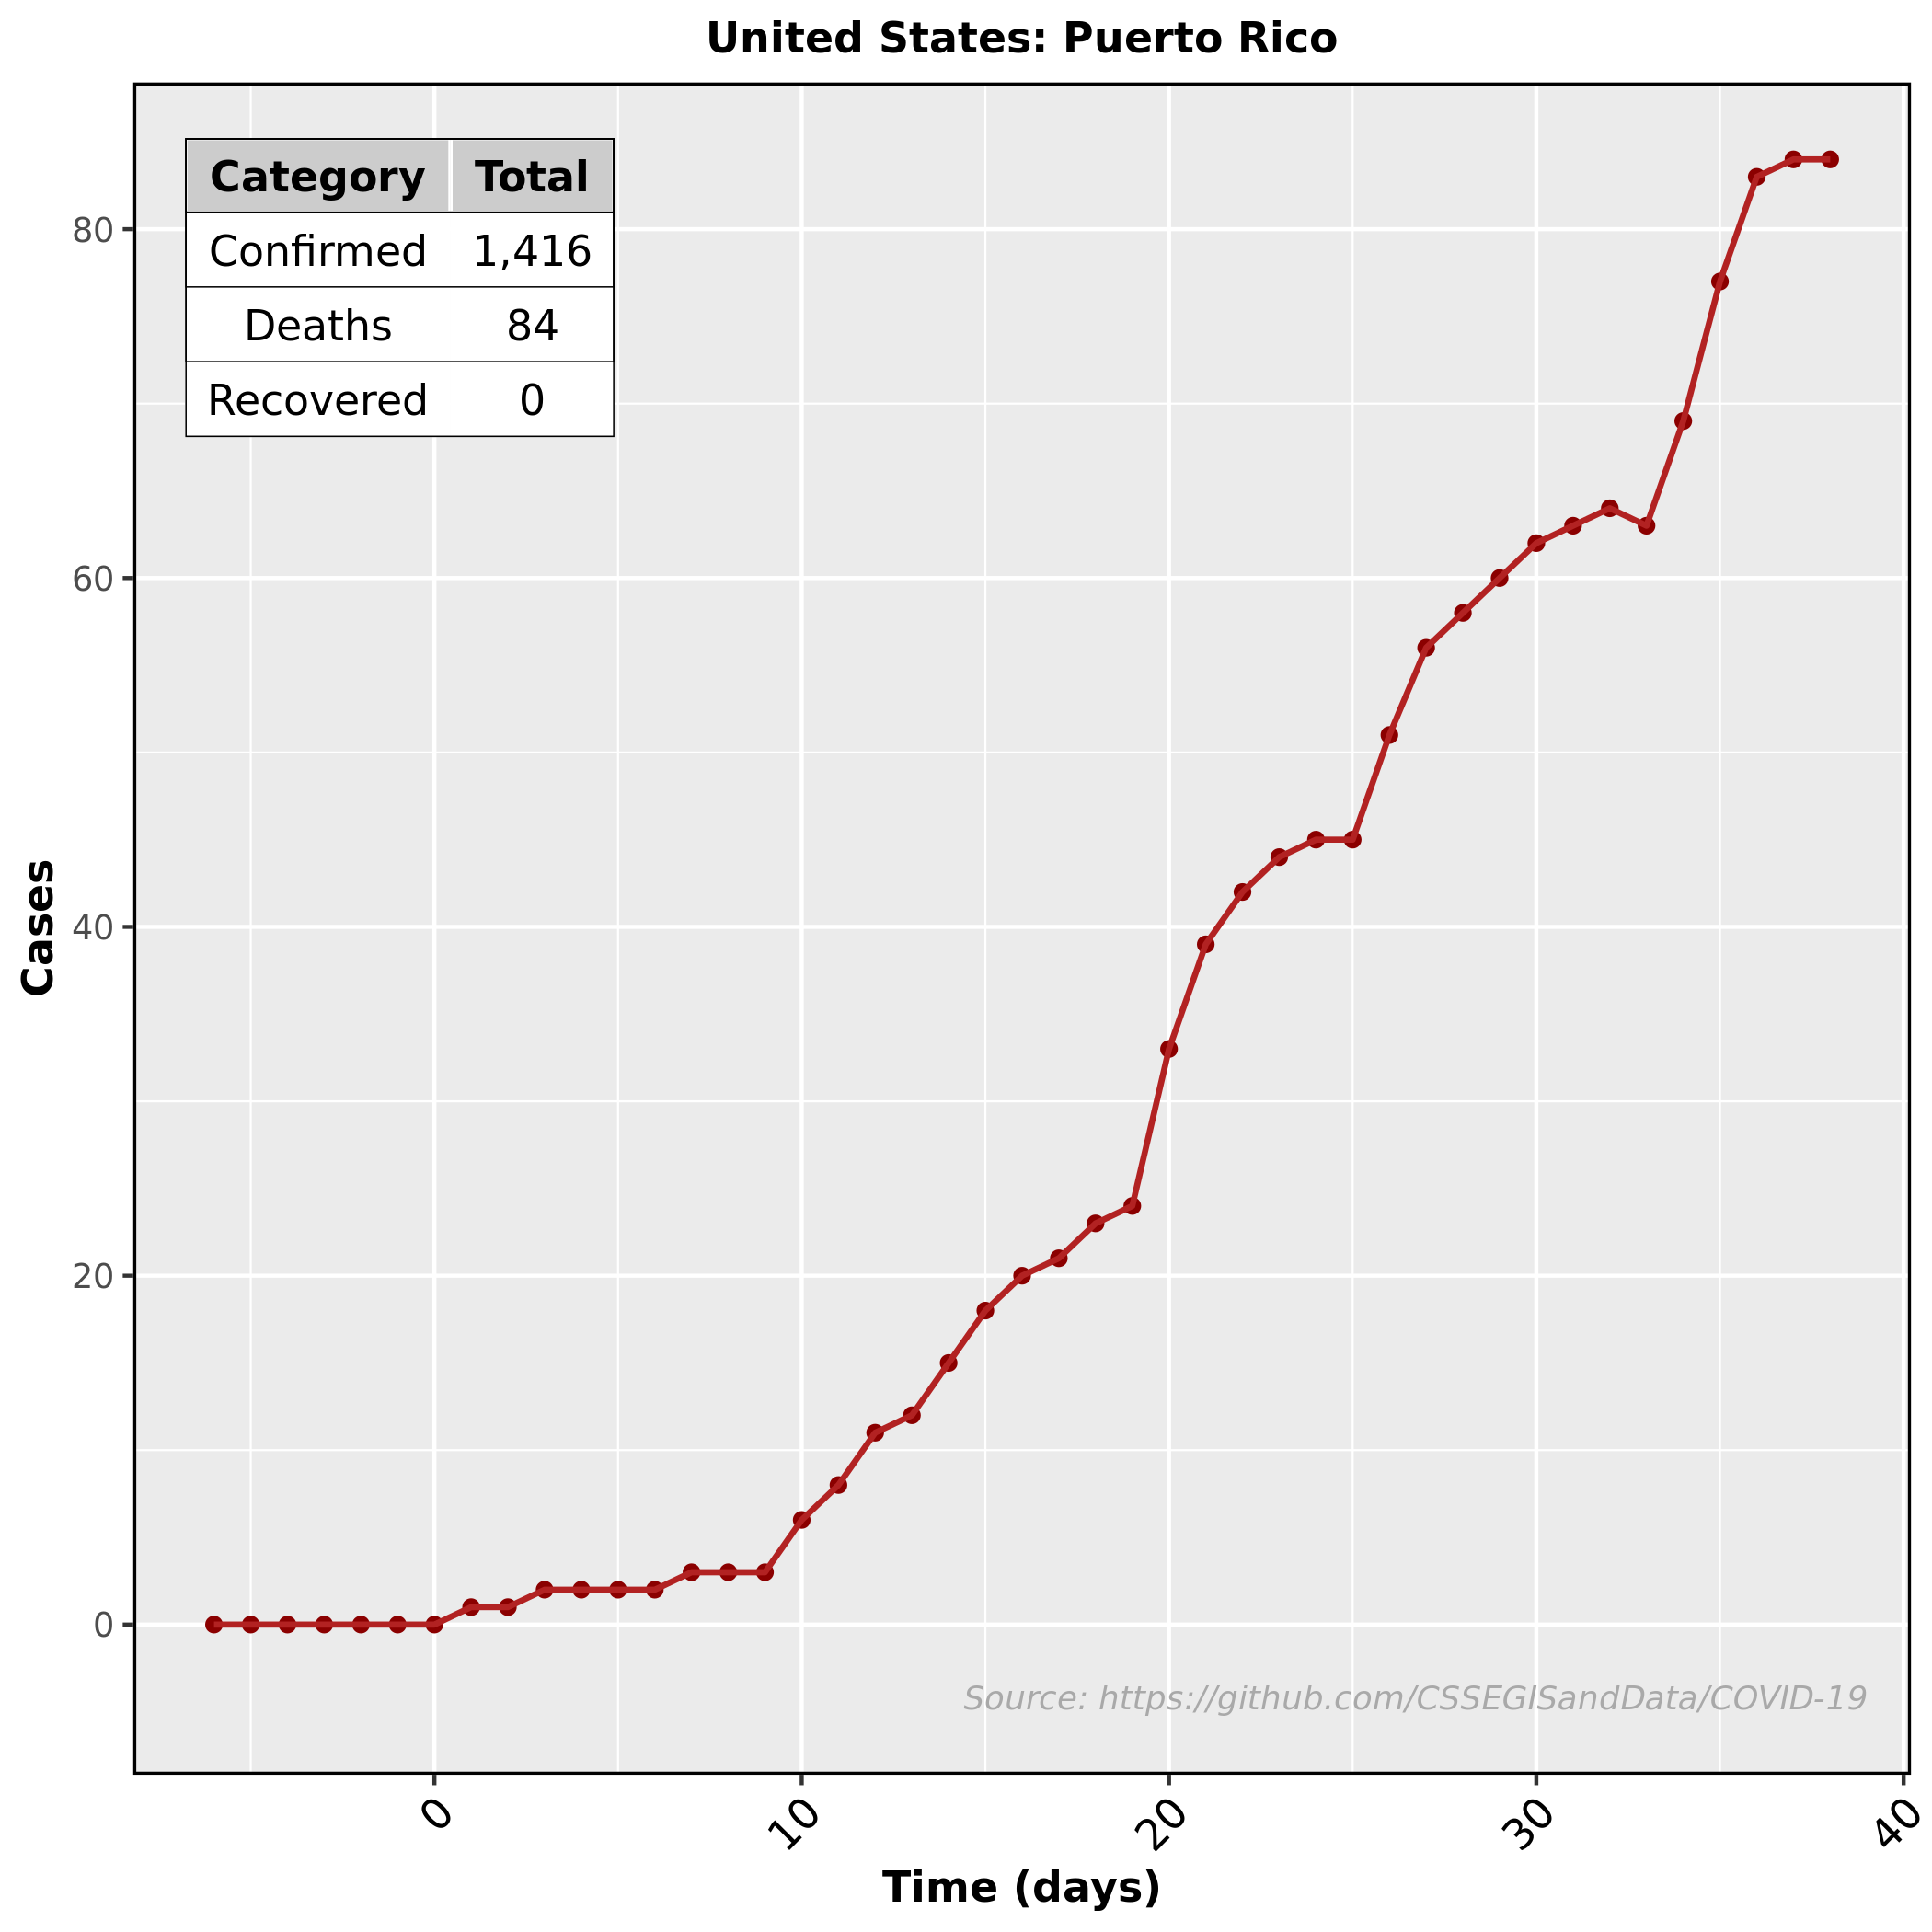 United States: Puerto Rico
Category Total
Confirmed 1,416
Deaths 84
Recovered 0
80
60
40
20
0
Cases
Source: https://github.com/CSSEGISandData/COVID-19
0 10 20 30 40
Time (days)